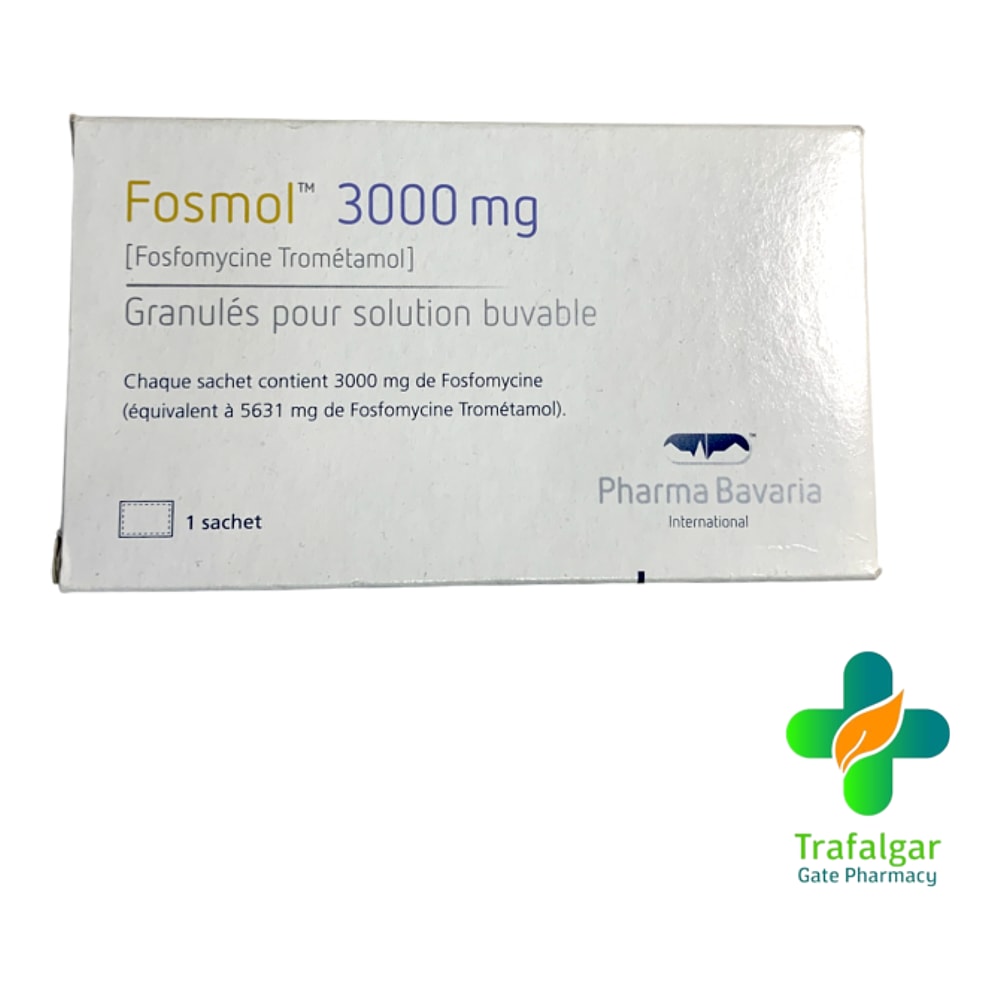 Fosmol™ 3000 mg
[Fosfomycine Trométamol]
Granulés pour solution buvable
Chaque sachet contient 3000 mg de Fosfomycine
(équivalent à 5631 mg de Fosfomycine Trométamol).
1 sachet
Pharma Bavaria
International
Trafalgar
Gate Pharmacy